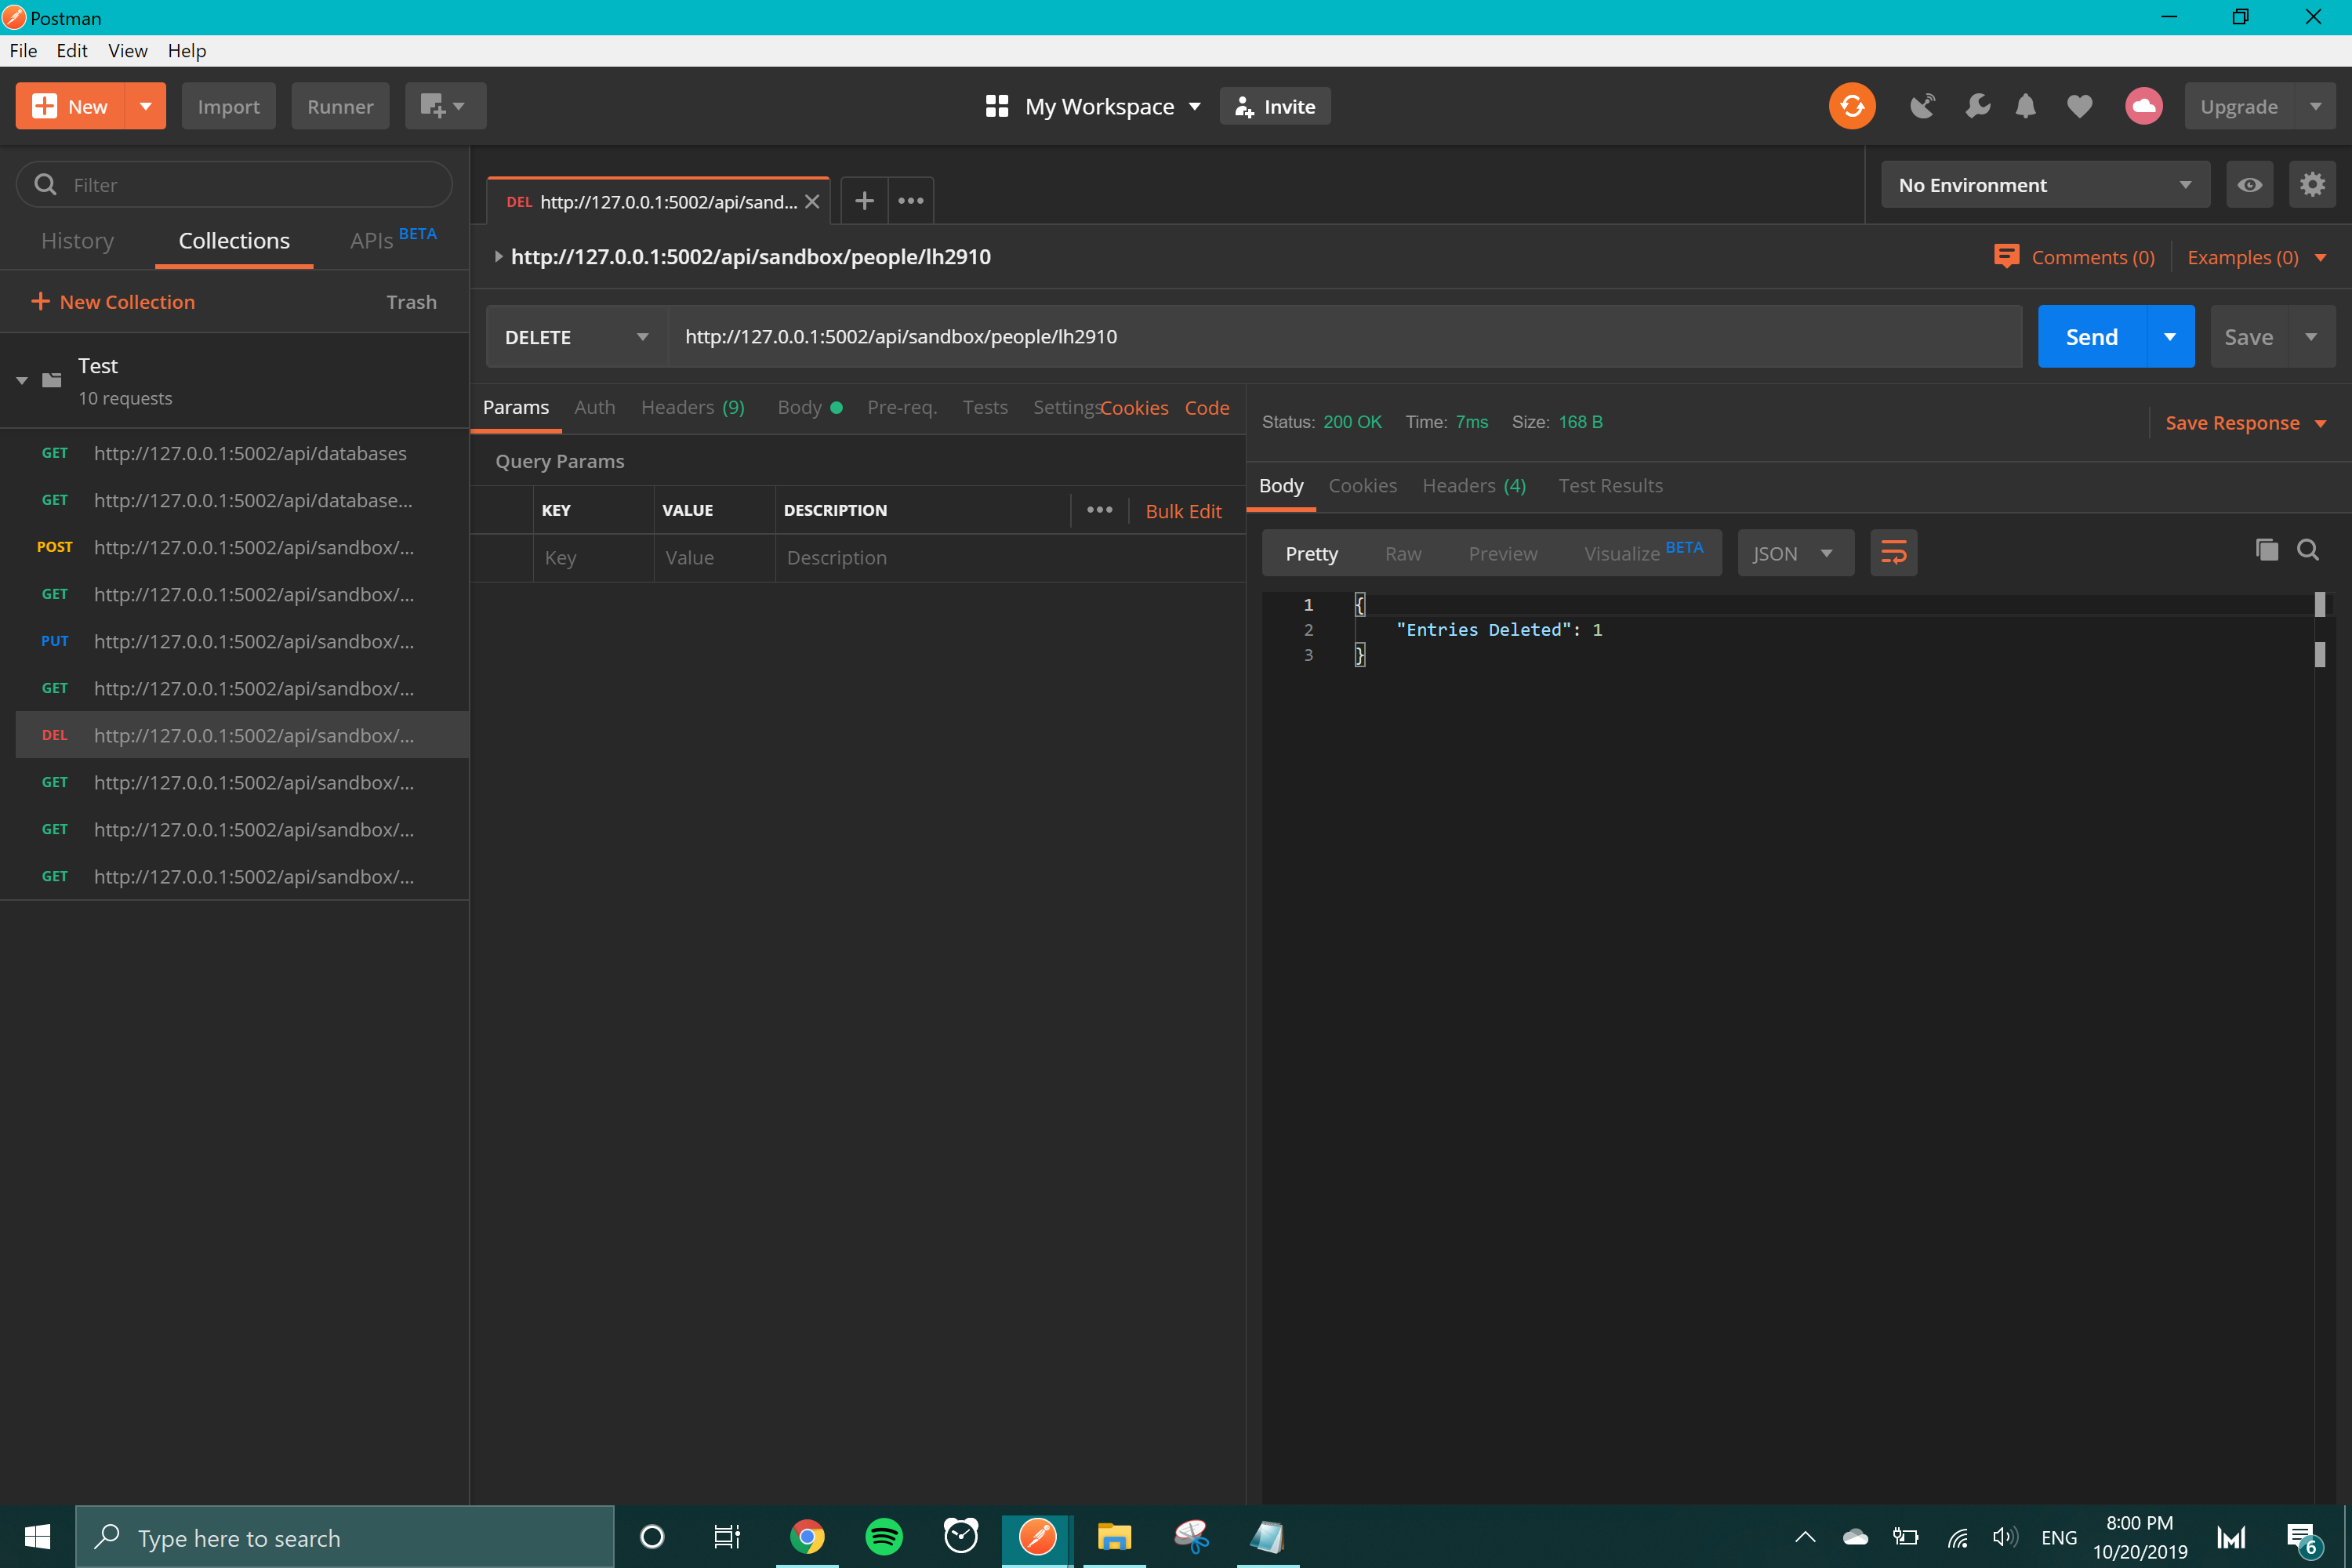 Postman
File Edit View Help
New Import Runner My Workspace Invite Upgrade
Filter
History Collections APIs BETA
New Collection Trash
Test
10 requests
GET http://127.0.0.1:5002/api/databases
GET http://127.0.0.1:5002/api/database...
POST http://127.0.0.1:5002/api/sandbox/...
GET http://127.0.0.1:5002/api/sandbox/...
PUT http://127.0.0.1:5002/api/sandbox/...
GET http://127.0.0.1:5002/api/sandbox/...
DEL http://127.0.0.1:5002/api/sandbox/...
GET http://127.0.0.1:5002/api/sandbox/...
GET http://127.0.0.1:5002/api/sandbox/...
GET http://127.0.0.1:5002/api/sandbox/...
DEL http://127.0.0.1:5002/api/sand...
No Environment
http://127.0.0.1:5002/api/sandbox/people/lh2910
Comments (0) Examples (0)
DELETE http://127.0.0.1:5002/api/sandbox/people/lh2910 Send Save
Params Auth Headers (9) Body Pre-req. Tests Settings Cookies Code
Query Params
KEY VALUE DESCRIPTION Bulk Edit
Key Value Description
Status: 200 OK Time: 7ms Size: 168 B Save Response
Body Cookies Headers (4) Test Results
Pretty Raw Preview Visualize BETA JSON
1 {
2 "Entries Deleted": 1
3 }
Type here to search
ENG
8:00 PM
10/20/2019
6